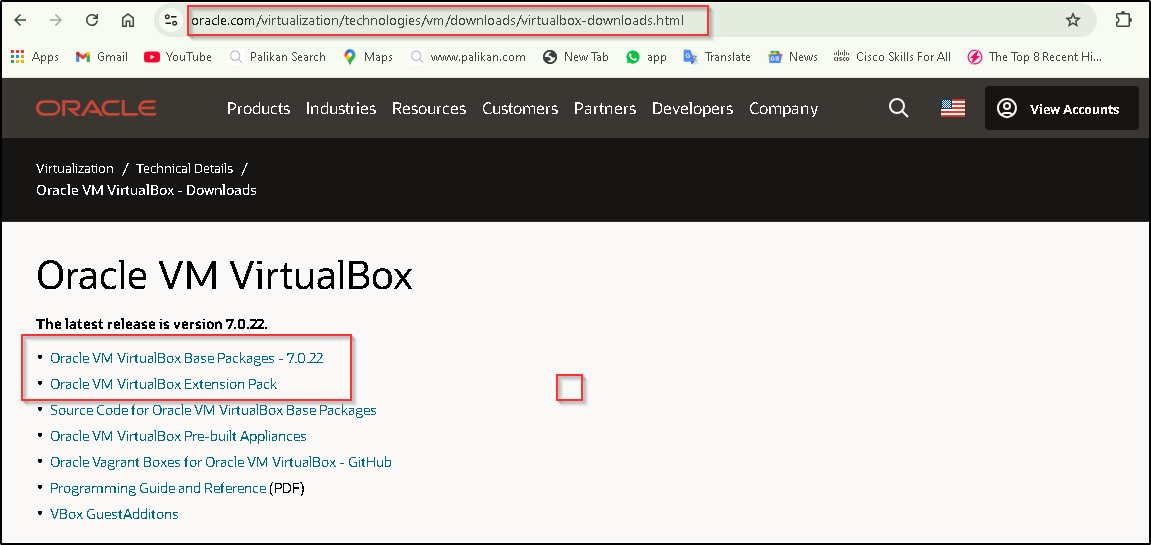 oracle.com/virtualization/technologies/vm/downloads/virtualbox-downloads.html
Apps Gmail YouTube Palikan Search Maps www.palikan.com New Tab app Translate News Cisco Skills For All The Top 8 Recent Hi...
ORACLE Products Industries Resources Customers Partners Developers Company View Accounts
Virtualization / Technical Details /
Oracle VM VirtualBox - Downloads
Oracle VM VirtualBox
The latest release is version 7.0.22.
• Oracle VM VirtualBox Base Packages - 7.0.22
• Oracle VM VirtualBox Extension Pack
• Source Code for Oracle VM VirtualBox Base Packages
• Oracle VM VirtualBox Pre-built Appliances
• Oracle Vagrant Boxes for Oracle VM VirtualBox - GitHub
• Programming Guide and Reference (PDF)
• VBox GuestAdditons